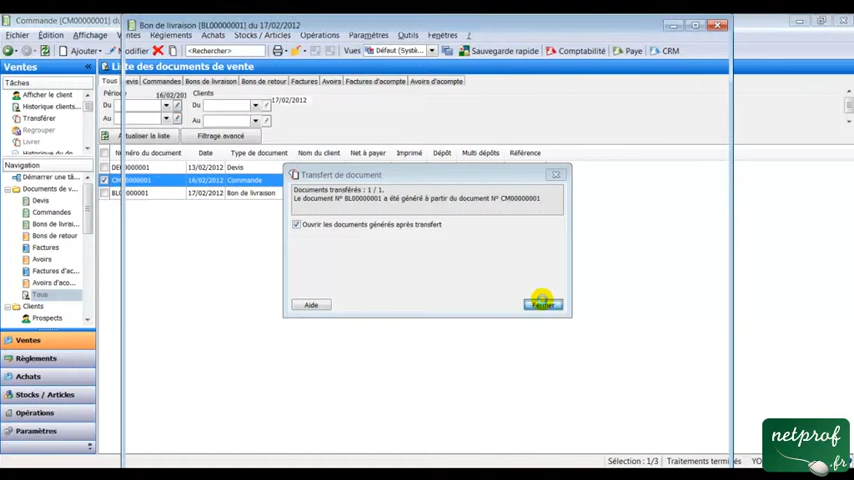 Commande [CM00000001] du
Bon de livraison [BL00000001] du 17/02/2012
Fichier Édition Affichage Ventes Règlements Achats Stocks / Articles Opérations Paramètres Outils Fenêtres ?
Ajouter Modifier <Rechercher> Vues Défaut (Systè... Sauvegarde rapide Comptabilité Paye CRM
Ventes
Liste des documents de vente
Tâches
Afficher le client
Historique clients
Transférer
Regrouper
Livrer
Historique du do
Tous Devis Commandes Bons de livraison Bons de retour Factures Avoirs Factures d'acompte Avoirs d'acompte
Périod 16/02/201 Clients
Du Du 17/02/2012
Au Au
Actualiser la liste Filtrage avancé
Numéro du document Date Type de document Nom du client Net à payer Imprimé Dépôt Multi dépôts Référence
DE00000001 13/02/2012 Devis
CM00000001 16/02/2012 Commande
BL00000001 17/02/2012 Bon de livraison
Navigation
Démarrer une tâ
Documents de v...
Devis
Commandes
Bons de livrai...
Bons de retour
Factures
Avoirs
Factures d'ac...
Avoirs d'aco...
Tous
Clients
Prospects
Transfert de document
Documents transférés : 1 / 1.
Le document N° BL00000001 a été généré à partir du document N° CM00000001
Ouvrir les documents générés après transfert
Aide Fermer
Ventes
Règlements
Achats
Stocks / Articles
Opérations
Paramètres
Sélection : 1/3 Traitements terminés
netprof
.fr